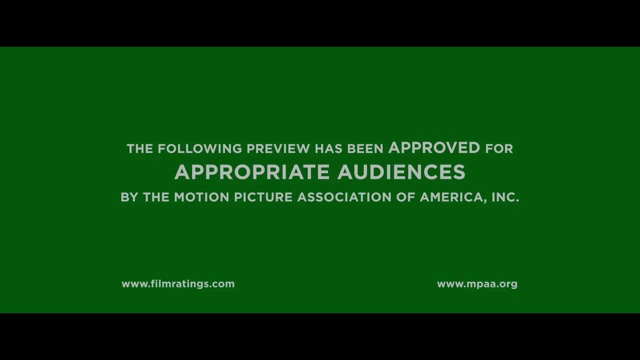 THE FOLLOWING PREVIEW HAS BEEN APPROVED FOR
APPROPRIATE AUDIENCES
BY THE MOTION PICTURE ASSOCIATION OF AMERICA, INC.
www.filmratings.com www.mpaa.org